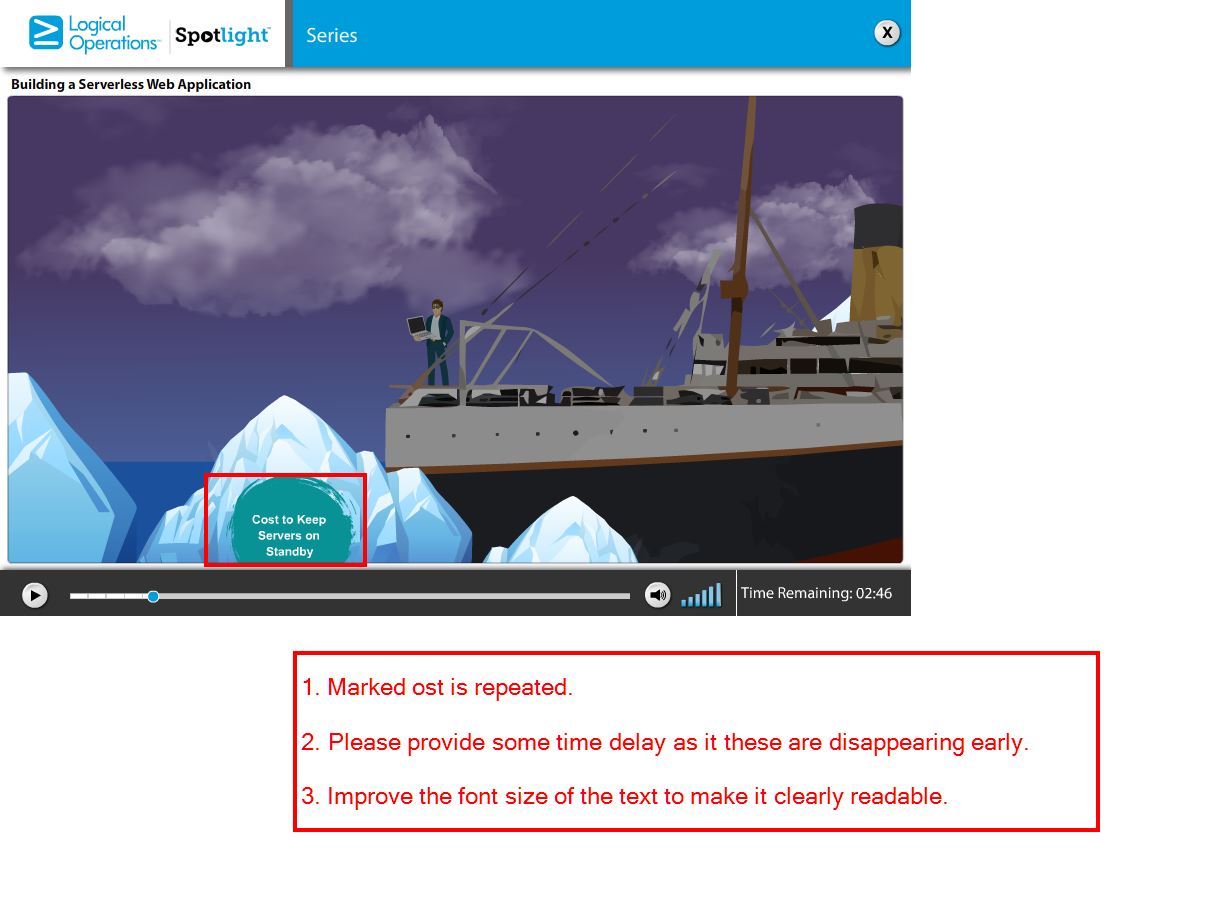 Logical
Operations™
Spotlight™
Series
X
Building a Serverless Web Application
Cost to Keep
Servers on
Standby
Time Remaining: 02:46
1. Marked ost is repeated.
2. Please provide some time delay as it these are disappearing early.
3. Improve the font size of the text to make it clearly readable.